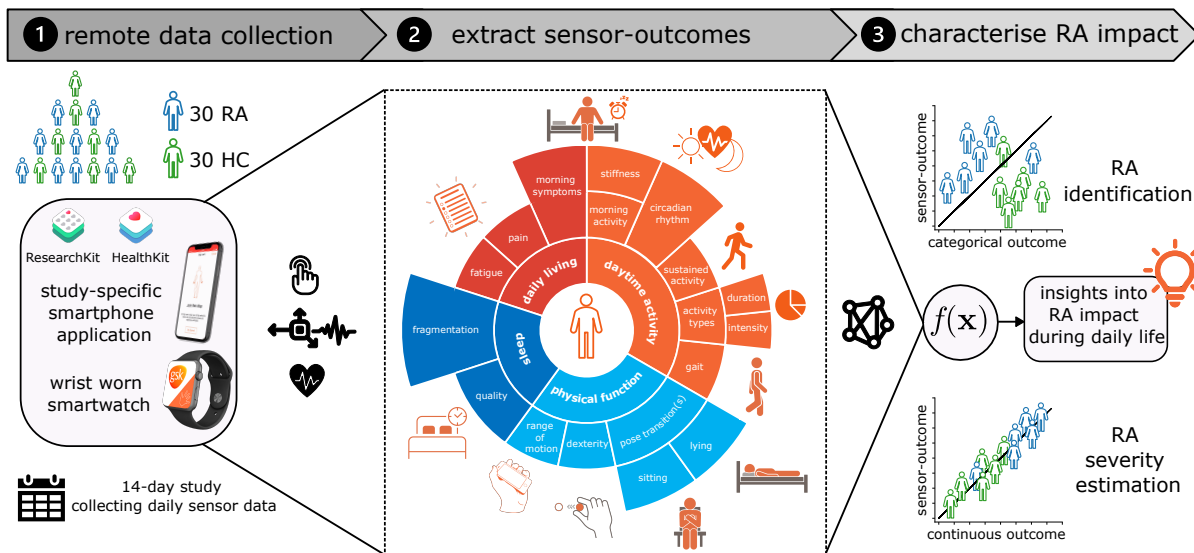 1 remote data collection
2 extract sensor-outcomes
3 characterise RA impact
30 RA
30 HC
ResearchKit
HealthKit
study-specific
smartphone
application
wrist worn
smartwatch
gsk
14-day study
collecting daily sensor data
morning
symptoms
pain
fatigue
daily living
stiffness
morning
activity
circadian
rhythm
sustained
activity
activity
types
duration
intensity
gait
daytime activity
fragmentation
quality
sleep
physical function
range
of
motion
dexterity
pose transition(s)
sitting
lying
sensor-outcome
categorical outcome
RA
identification
f(x)
insights into
RA impact
during daily life
sensor-outcome
continuous outcome
RA
severity
estimation